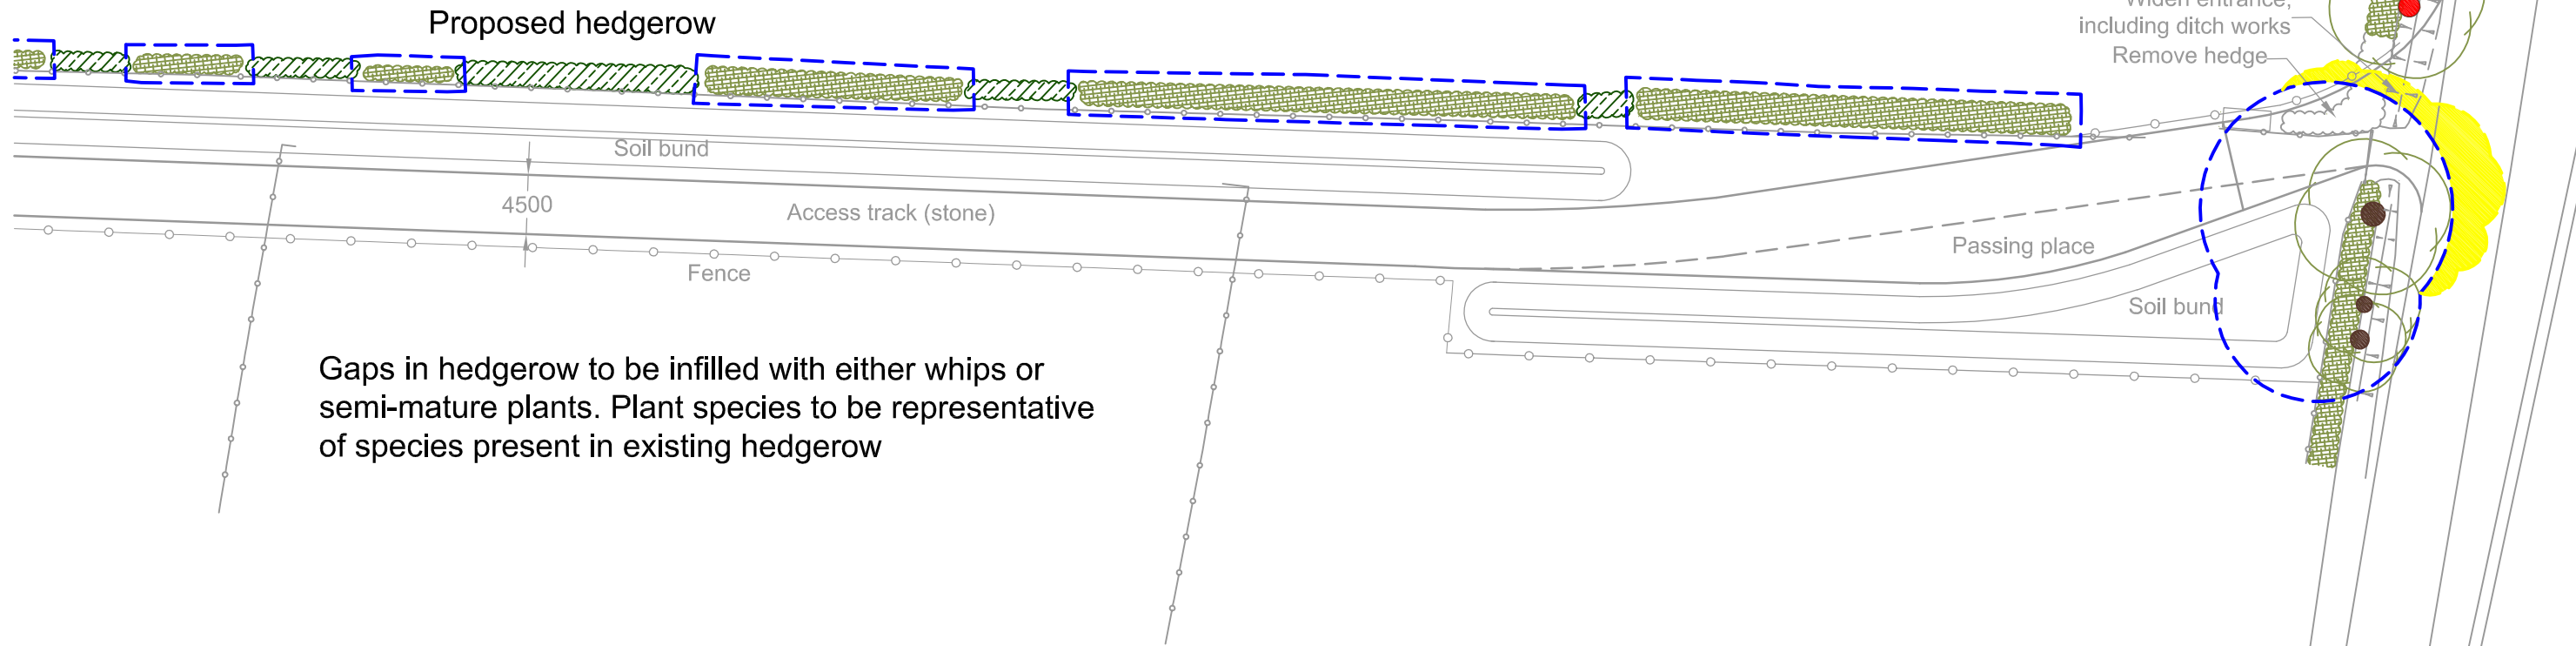 Proposed hedgerow
Widen entrance,
including ditch works
Remove hedge
Soil bund
4500
Access track (stone)
Passing place
Fence
Soil bund
Gaps in hedgerow to be infilled with either whips or
semi-mature plants. Plant species to be representative
of species present in existing hedgerow